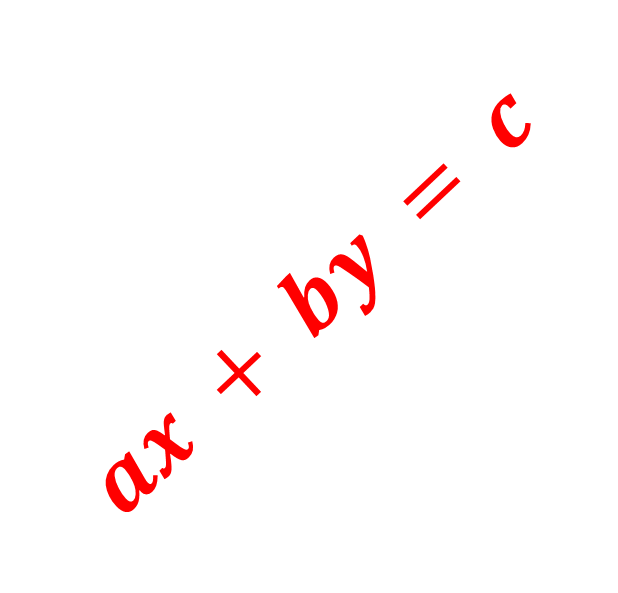 ax + by = c